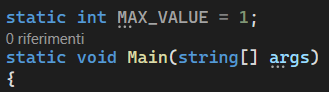 static int MAX_VALUE = 1;
0 riferimenti
static void Main(string[] args)
{